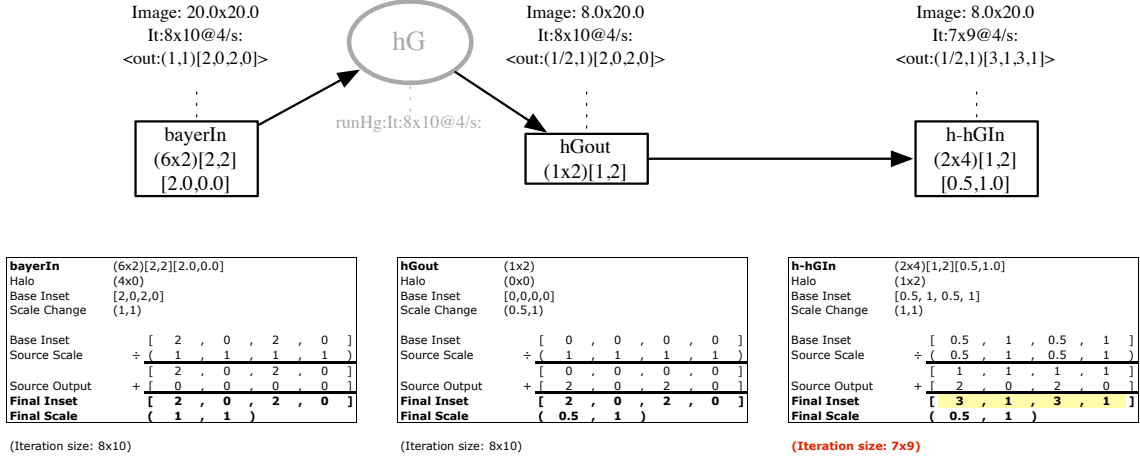 Image: 20.0x20.0
It:8x10@4/s:
<out:(1,1)[2,0,2,0]>
hG
Image: 8.0x20.0
It:8x10@4/s:
<out:(1/2,1)[2,0,2,0]>
Image: 8.0x20.0
It:7x9@4/s:
<out:(1/2,1)[3,1,3,1]>
runHg:It:8x10@4/s:
bayerIn
(6x2)[2,2]
[2.0,0.0]
hGout
(1x2)[1,2]
h-hGIn
(2x4)[1,2]
[0.5,1.0]
bayerIn (6x2)[2,2][2.0,0.0]
Halo (4x0)
Base Inset [2,0,2,0]
Scale Change (1,1)
Base Inset [ 2 , 0 , 2 , 0 ]
Source Scale ÷ ( 1 , 1 , 1 , 1 )
[ 2 , 0 , 2 , 0 ]
Source Output + [ 0 , 0 , 0 , 0 ]
Final Inset [ 2 , 0 , 2 , 0 ]
Final Scale ( 1 , 1 )
(Iteration size: 8x10)
hGout (1x2)
Halo (0x0)
Base Inset [0,0,0,0]
Scale Change (0.5,1)
Base Inset [ 0 , 0 , 0 , 0 ]
Source Scale ÷ ( 1 , 1 , 1 , 1 )
[ 0 , 0 , 0 , 0 ]
Source Output + [ 2 , 0 , 2 , 0 ]
Final Inset [ 2 , 0 , 2 , 0 ]
Final Scale ( 0.5 , 1 )
(Iteration size: 8x10)
h-hGIn (2x4)[1,2][0.5,1.0]
Halo (1x2)
Base Inset [0.5, 1, 0.5, 1]
Scale Change (1,1)
Base Inset [ 0.5 , 1 , 0.5 , 1 ]
Source Scale ÷ ( 0.5 , 1 , 0.5 , 1 )
[ 1 , 1 , 1 , 1 ]
Source Output + [ 2 , 0 , 2 , 0 ]
Final Inset [ 3 , 1 , 3 , 1 ]
Final Scale ( 0.5 , 1 )
(Iteration size: 7x9)